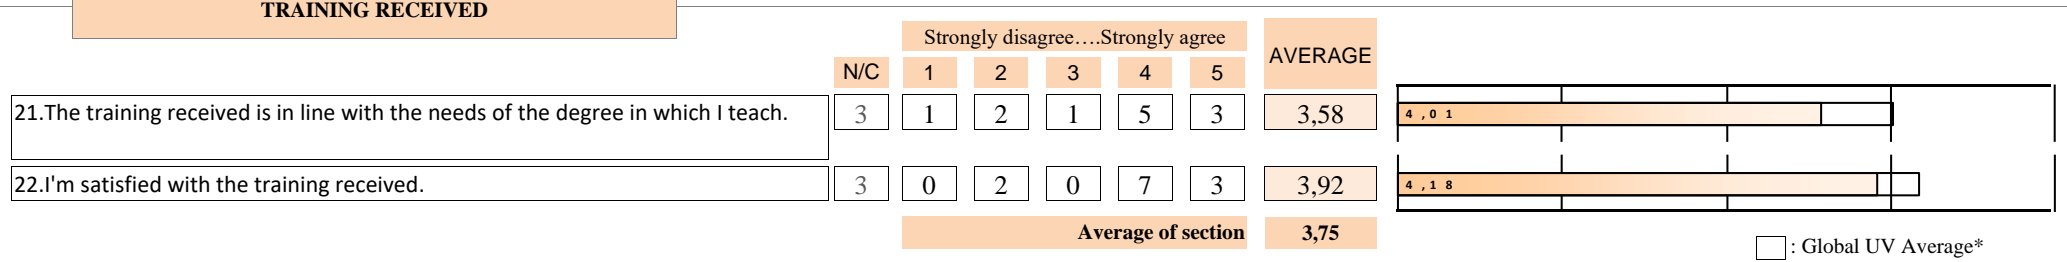 TRAINING RECEIVED
Strongly disagree….Strongly agree
AVERAGE
N/C 1 2 3 4 5
21.The training received is in line with the needs of the degree in which I teach. 3 1 2 1 5 3 3,58 4,01
22.I'm satisfied with the training received. 3 0 2 0 7 3 3,92 4,18
Average of section 3,75
: Global UV Average*